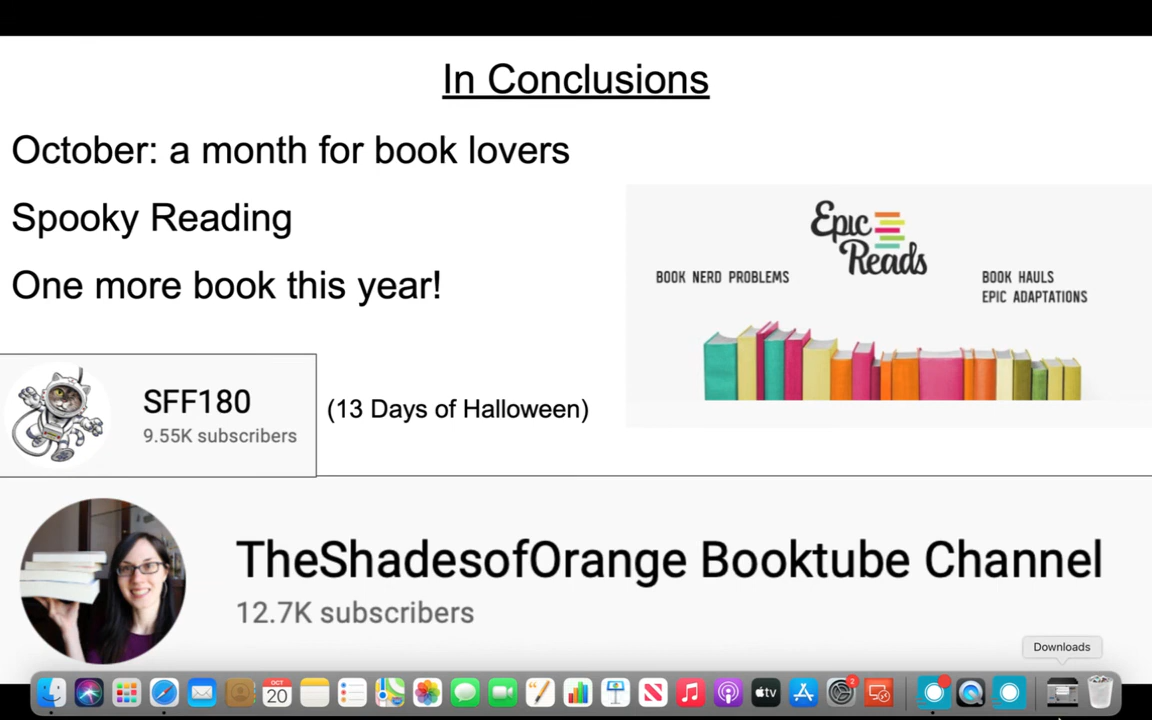 In Conclusions
October: a month for book lovers
Spooky Reading
One more book this year!
Epic
Reads
BOOK NERD PROBLEMS
BOOK HAULS
EPIC ADAPTATIONS
SFF180
9.55K subscribers
(13 Days of Halloween)
TheShadesofOrange Booktube Channel
12.7K subscribers
Downloads
OCT
20
tv
2